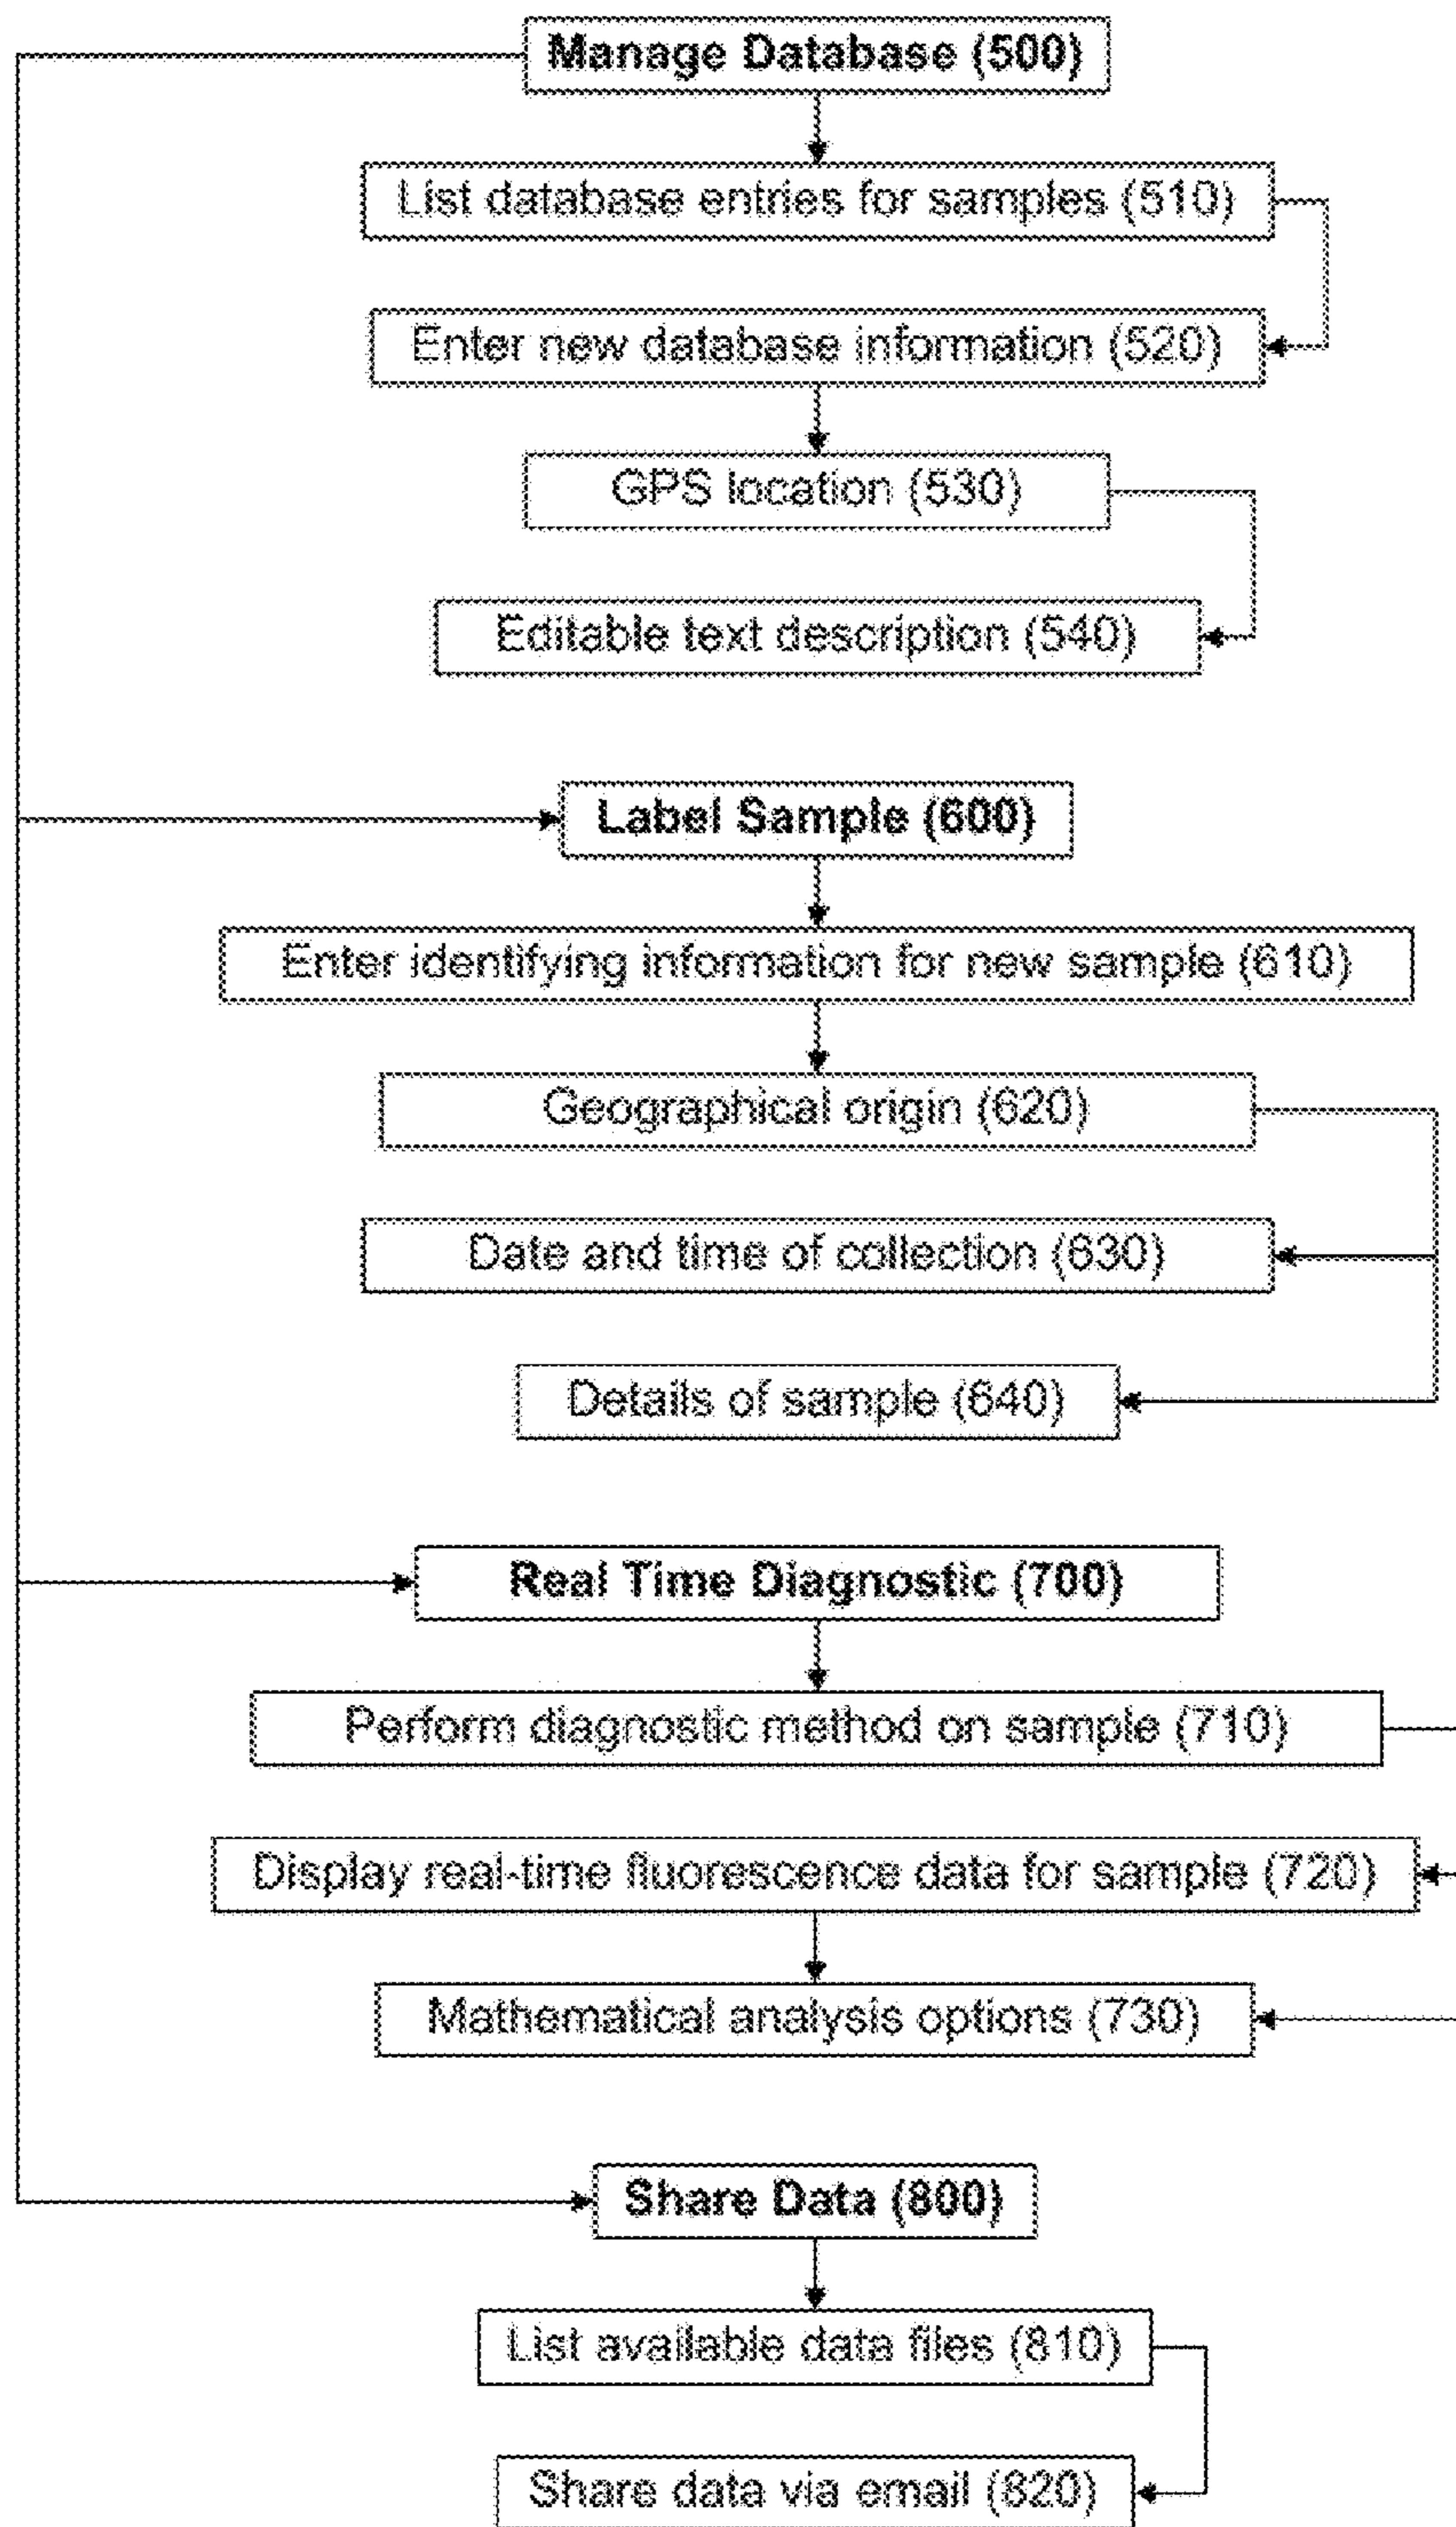 Manage Database (500)
List database entries for samples (510)
Enter new database information (520)
GPS location (530)
Editable text description (540)
Label Sample (600)
Enter identifying information for new sample (610)
Geographical origin (620)
Date and time of collection (630)
Details of sample (640)
Real Time Diagnostic (700)
Perform diagnostic method on sample (710)
Display real-time fluorescence data for sample (720)
Mathematical analysis options (730)
Share Data (800)
List available data files (810)
Share data via email (820)